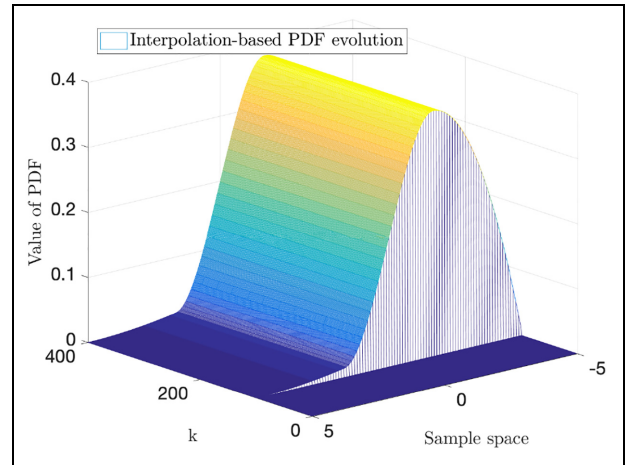 Interpolation-based PDF evolution
0.4
0.3
0.2
0.1
0
Value of PDF
400
200
0
k
5
0
-5
Sample space